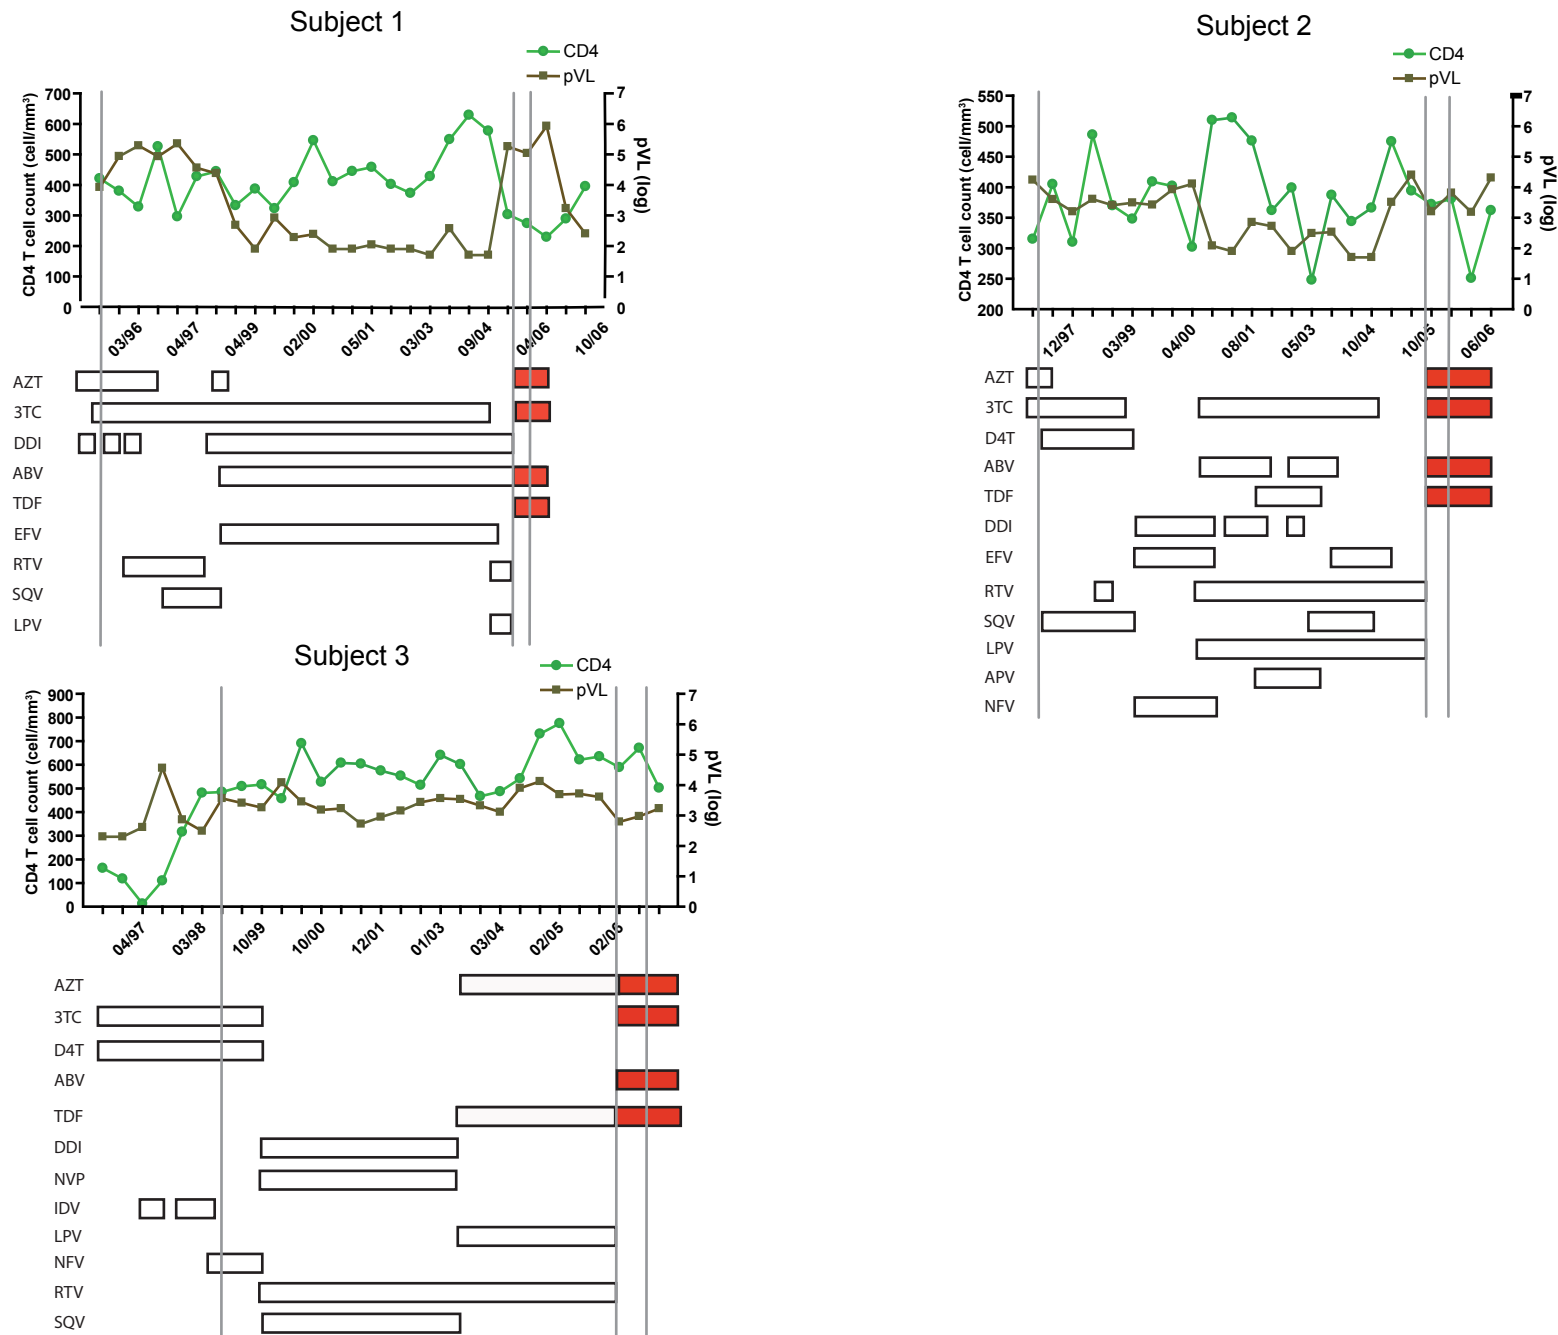 Subject 1
CD4
pVL
CD4 T cell count (cell/mm³)
700
600
500
400
300
200
100
0
7
6
5
4
3
2
1
0
pVL (log)
03/96
04/97
04/99
02/00
05/01
03/03
09/04
04/06
10/06
AZT
3TC
DDI
ABV
TDF
EFV
RTV
SQV
LPV
Subject 2
CD4
pVL
CD4 T cell count (cell/mm³)
550
500
450
400
350
300
250
200
7
6
5
4
3
2
1
0
pVL (log)
12/97
03/99
04/00
08/01
05/03
10/04
10/05
06/06
AZT
3TC
D4T
ABV
TDF
DDI
EFV
RTV
SQV
LPV
APV
NFV
Subject 3
CD4
pVL
CD4 T cell count (cell/mm³)
900
800
700
600
500
400
300
200
100
0
7
6
5
4
3
2
1
0
pVL (log)
04/97
03/98
10/99
10/00
12/01
01/03
03/04
02/05
02/06
AZT
3TC
D4T
ABV
TDF
DDI
NVP
IDV
LPV
NFV
RTV
SQV